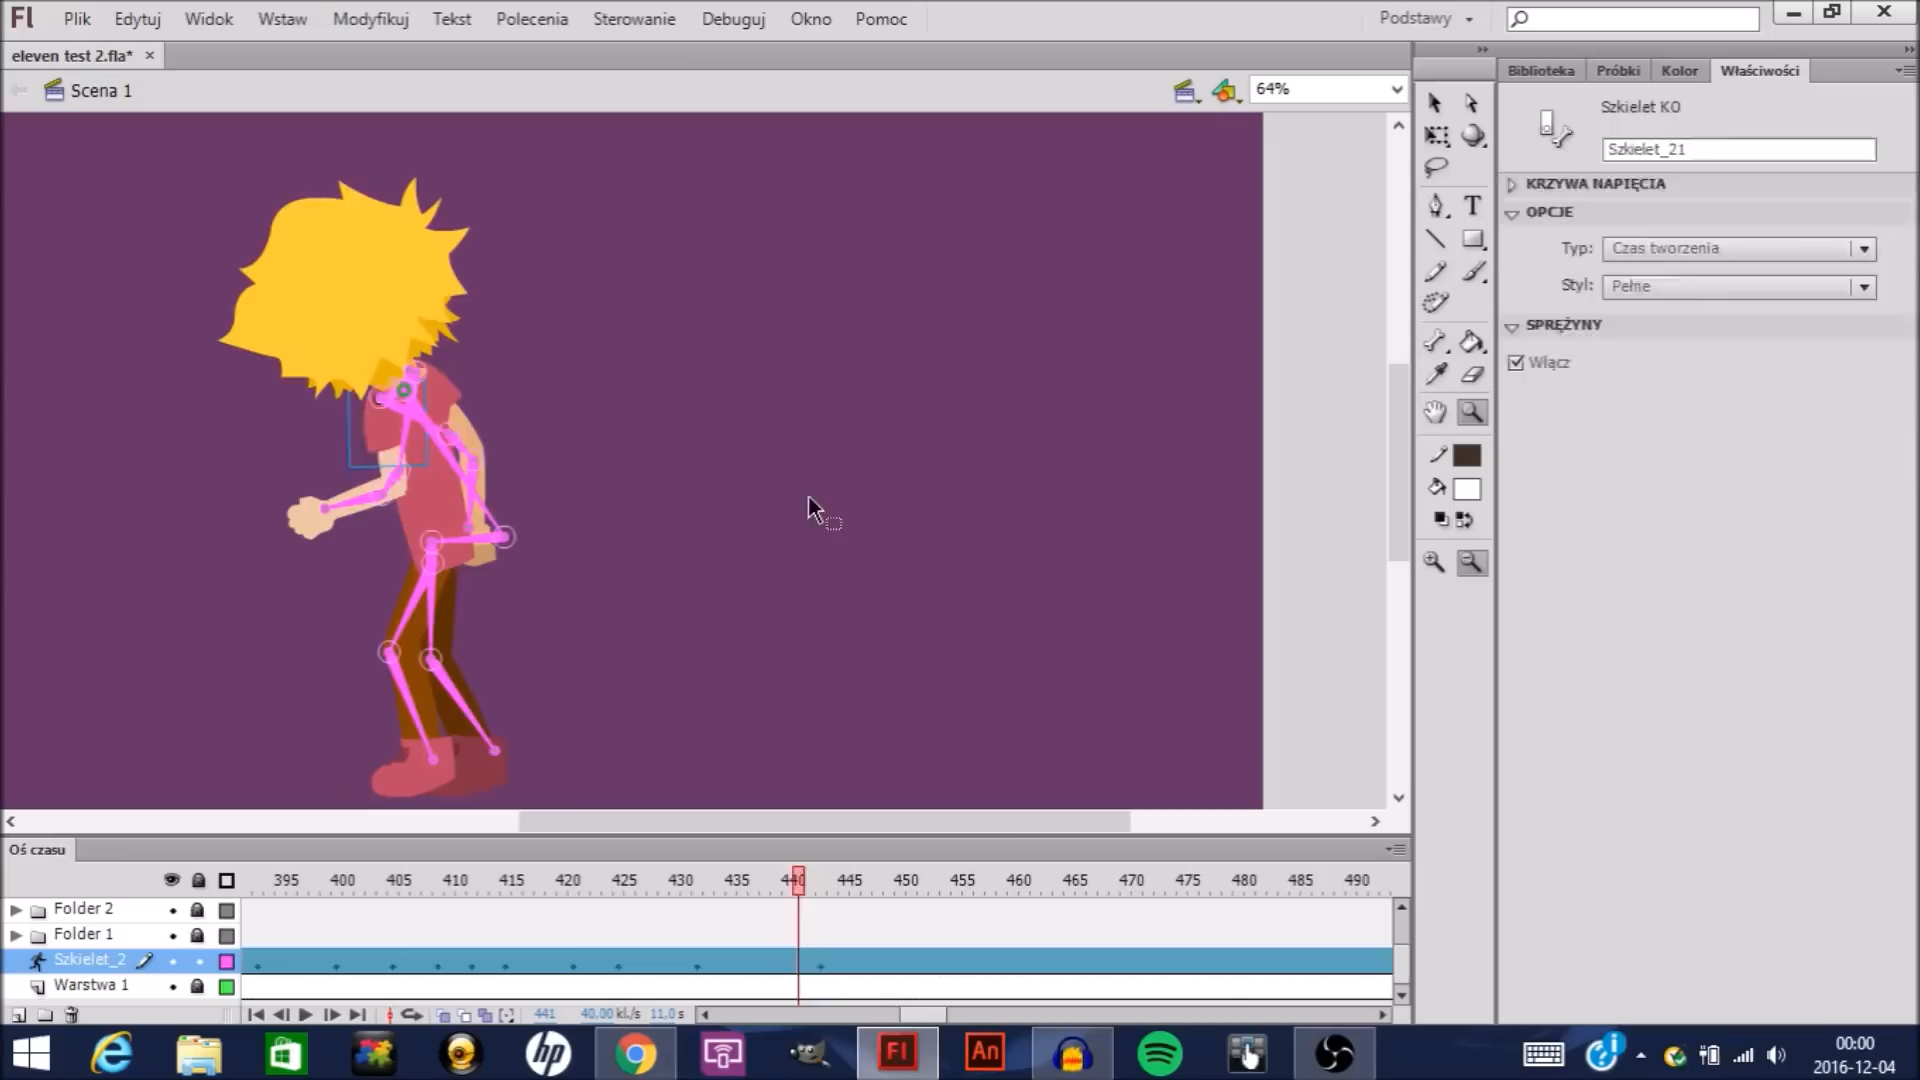 Fl Plik Edytuj Widok Wstaw Modyfikuj Tekst Polecenia Sterowanie Debuguj Okno Pomoc Podstawy
eleven test 2.fla*
Scena 1 64%
Biblioteka Próbki Kolor Właściwości
Szkielet KO
Szkielet_21
KRZYWA NAPIĘCIA
OPCJE
Typ: Czas tworzenia
Styl: Pełne
SPRĘŻYNY
Włącz
T
Oś czasu
395 400 405 410 415 420 425 430 435 440 445 450 455 460 465 470 475 480 485 490
Folder 2
Folder 1
Szkielet_2
Warstwa 1
441 40,00 kl./s 11,0 s
hp Fl An
00:00
2016-12-04